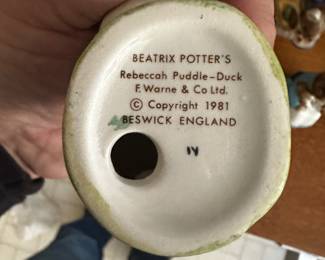 BEATRIX POTTER'S
Rebeccah Puddle-Duck
F. Warne & Co Ltd.
© Copyright 1981
BESWICK ENGLAND